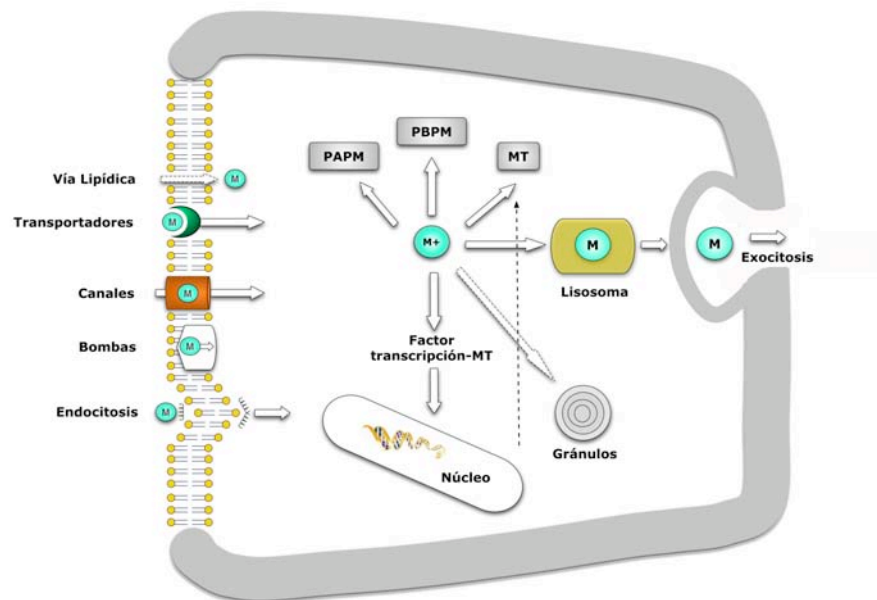 PBPM
PAPM
MT
Vía Lipídica
M
Transportadores
M
M+
M
M
Exocitosis
Lisosoma
Canales
M
Bombas
M
Factor
transcripción-MT
Endocitosis
M
Gránulos
Núcleo